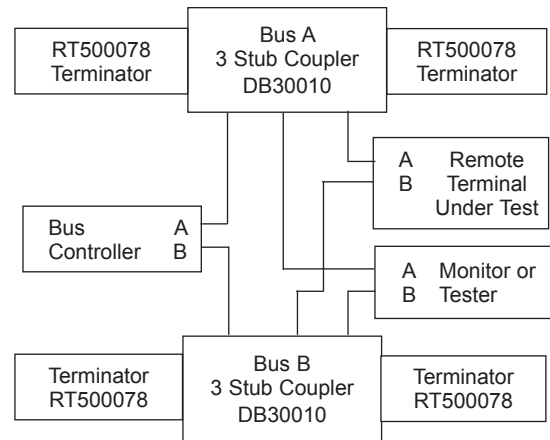 Bus A
3 Stub Coupler
DB30010
RT500078
Terminator
RT500078
Terminator
A Remote
B Terminal
Under Test
Bus A
Controller B
A Monitor or
B Tester
Bus B
3 Stub Coupler
DB30010
Terminator
RT500078
Terminator
RT500078